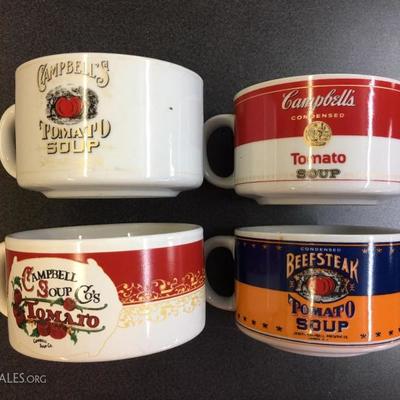 CAMPBELL'S
TOMATO
SOUP
Campbell's
CONDENSED
Tomato
SOUP
CAMPBELL
SOUP CO'S
TOMATO
CONDENSED
BEEFSTEAK
TOMATO
SOUP
ALES.ORG